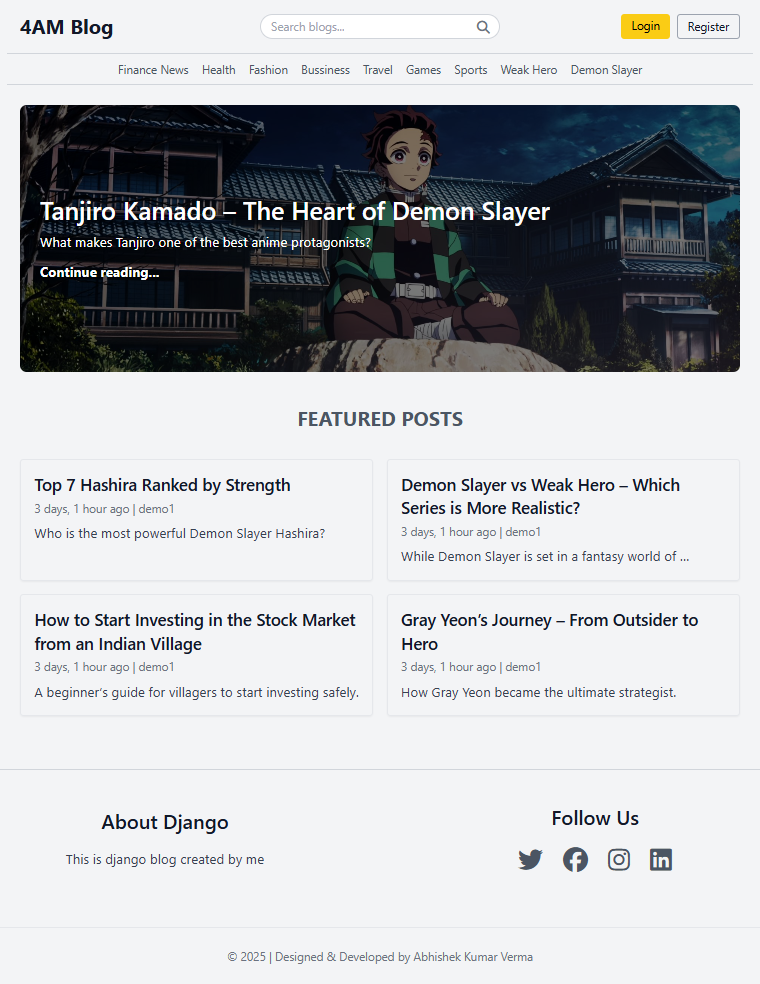 4AM Blog
Search blogs...
Login
Register
Finance News Health Fashion Bussiness Travel Games Sports Weak Hero Demon Slayer
Tanjiro Kamado – The Heart of Demon Slayer
What makes Tanjiro one of the best anime protagonists?
Continue reading...
FEATURED POSTS
Top 7 Hashira Ranked by Strength
3 days, 1 hour ago | demo1
Who is the most powerful Demon Slayer Hashira?
Demon Slayer vs Weak Hero – Which
Series is More Realistic?
3 days, 1 hour ago | demo1
While Demon Slayer is set in a fantasy world of ...
How to Start Investing in the Stock Market
from an Indian Village
3 days, 1 hour ago | demo1
A beginner’s guide for villagers to start investing safely.
Gray Yeon’s Journey – From Outsider to
Hero
3 days, 1 hour ago | demo1
How Gray Yeon became the ultimate strategist.
About Django
This is django blog created by me
Follow Us
© 2025 | Designed & Developed by Abhishek Kumar Verma